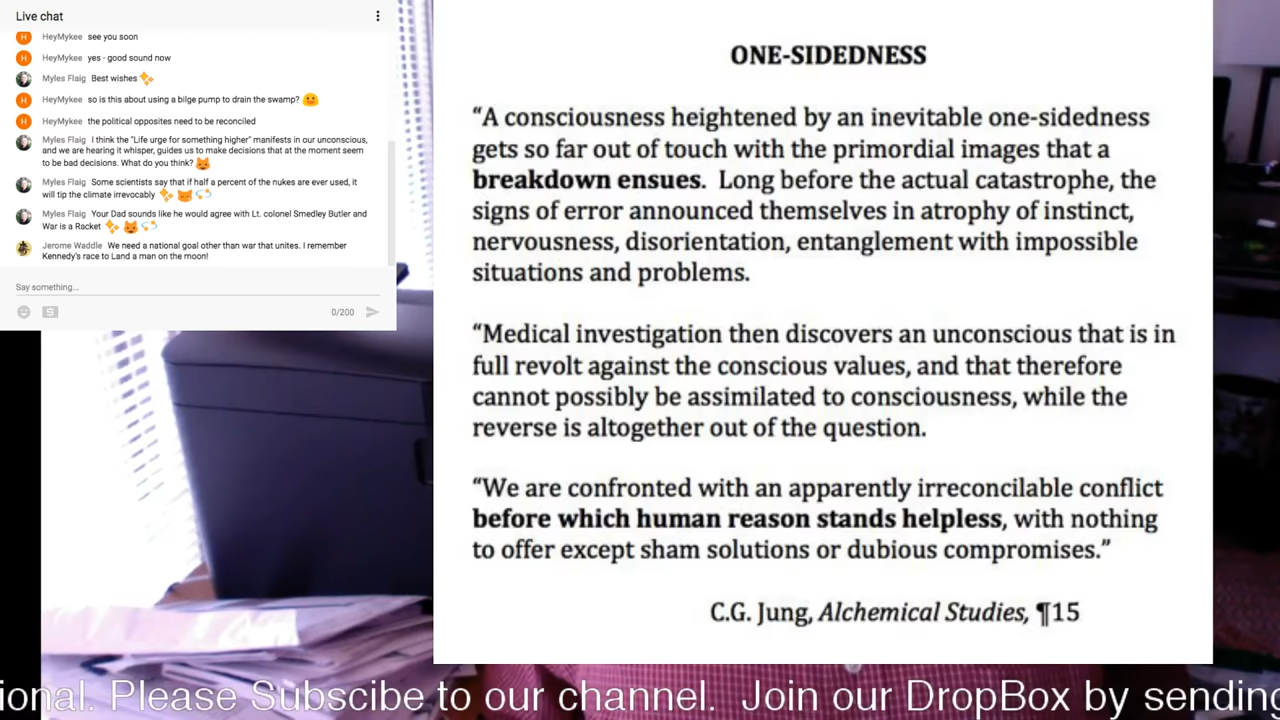 Live chat
HeyMykee see you soon
HeyMykee yes - good sound now
Myles Flaig Best wishes
HeyMykee so is this about using a bilge pump to drain the swamp?
HeyMykee the political opposites need to be reconciled
Myles Flaig I think the "Life urge for something higher" manifests in our unconscious,
and we are hearing it whisper, guides us to make decisions that at the moment seem
to be bad decisions. What do you think?
Myles Flaig Some scientists say that if half a percent of the nukes are ever used, it
will tip the climate irrevocably
Myles Flaig Your Dad sounds like he would agree with Lt. colonel Smedley Butler and
War is a Racket
Jerome Waddle We need a national goal other than war that unites. I remember
Kennedy's race to Land a man on the moon!
Say something...
0/200
ONE-SIDEDNESS
“A consciousness heightened by an inevitable one-sidedness
gets so far out of touch with the primordial images that a
breakdown ensues. Long before the actual catastrophe, the
signs of error announced themselves in atrophy of instinct,
nervousness, disorientation, entanglement with impossible
situations and problems.
“Medical investigation then discovers an unconscious that is in
full revolt against the conscious values, and that therefore
cannot possibly be assimilated to consciousness, while the
reverse is altogether out of the question.
“We are confronted with an apparently irreconcilable conflict
before which human reason stands helpless, with nothing
to offer except sham solutions or dubious compromises.”
C.G. Jung, Alchemical Studies, ¶15
ional. Please Subscibe to our channel. Join our DropBox by sending